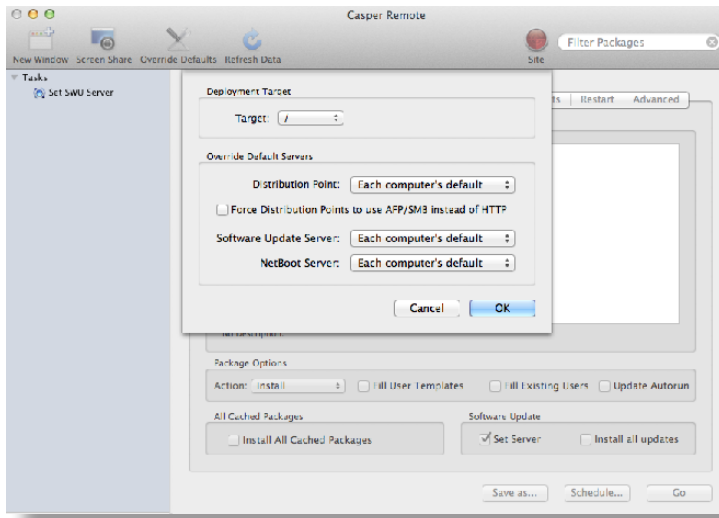 Casper Remote
New Window
Screen Share
Override Defaults
Refresh Data
Site
Filter Packages
Tasks
Set SWU Server
Restart
Advanced
Deployment Target
Target: /
Override Default Servers
Distribution Point: Each computer's default
Force Distribution Points to use AFP/SMB instead of HTTP
Software Update Server: Each computer's default
NetBoot Server: Each computer's default
Cancel
OK
Package Options
Action: Install
Fill User Templates
Fill Existing Users
Update Autorun
All Cached Packages
Install All Cached Packages
Software Update
Set Server
Install all updates
Save as...
Schedule...
Go